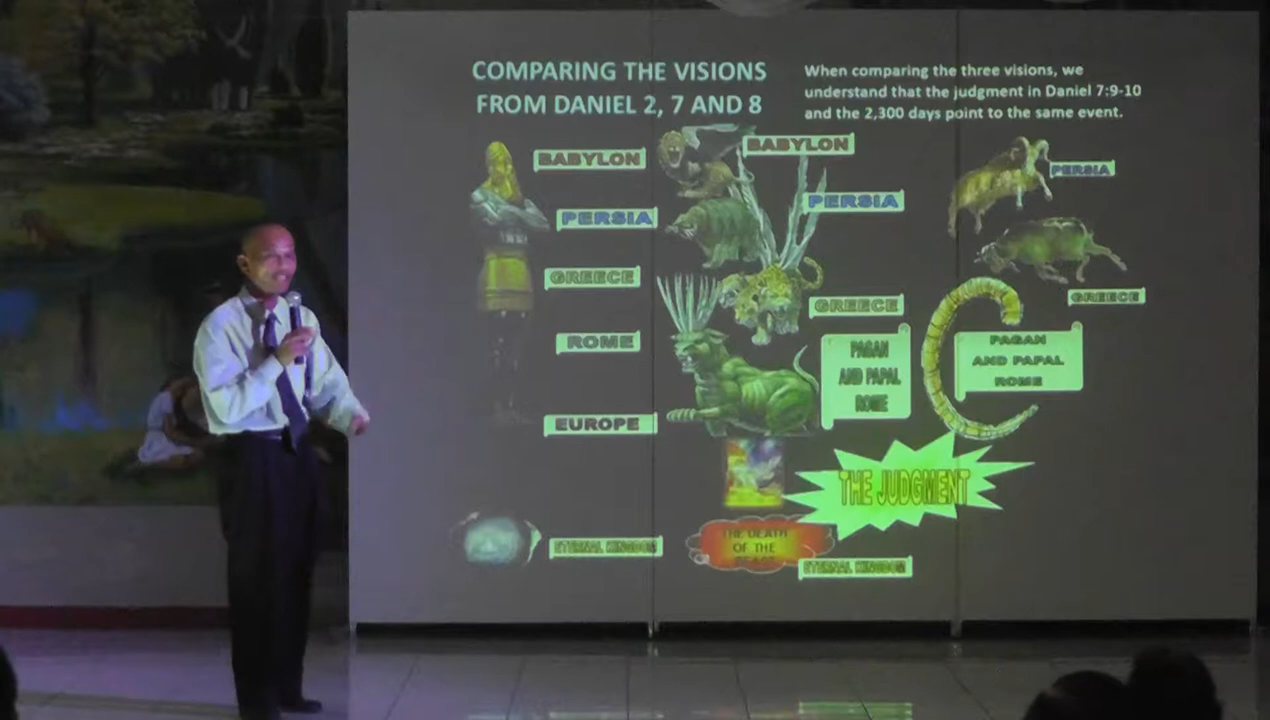 COMPARING THE VISIONS
FROM DANIEL 2, 7 AND 8
When comparing the three visions, we
understand that the judgment in Daniel 7:9-10
and the 2,300 days point to the same event.
BABYLON
PERSIA
GREECE
ROME
EUROPE
ETERNAL KINGDOM
BABYLON
PERSIA
GREECE
PAGAN
AND PAPAL
ROME
THE JUDGMENT
THE DEATH
OF THE
ETERNAL KINGDOM
PERSIA
GREECE
PAGAN
AND PAPAL
ROME